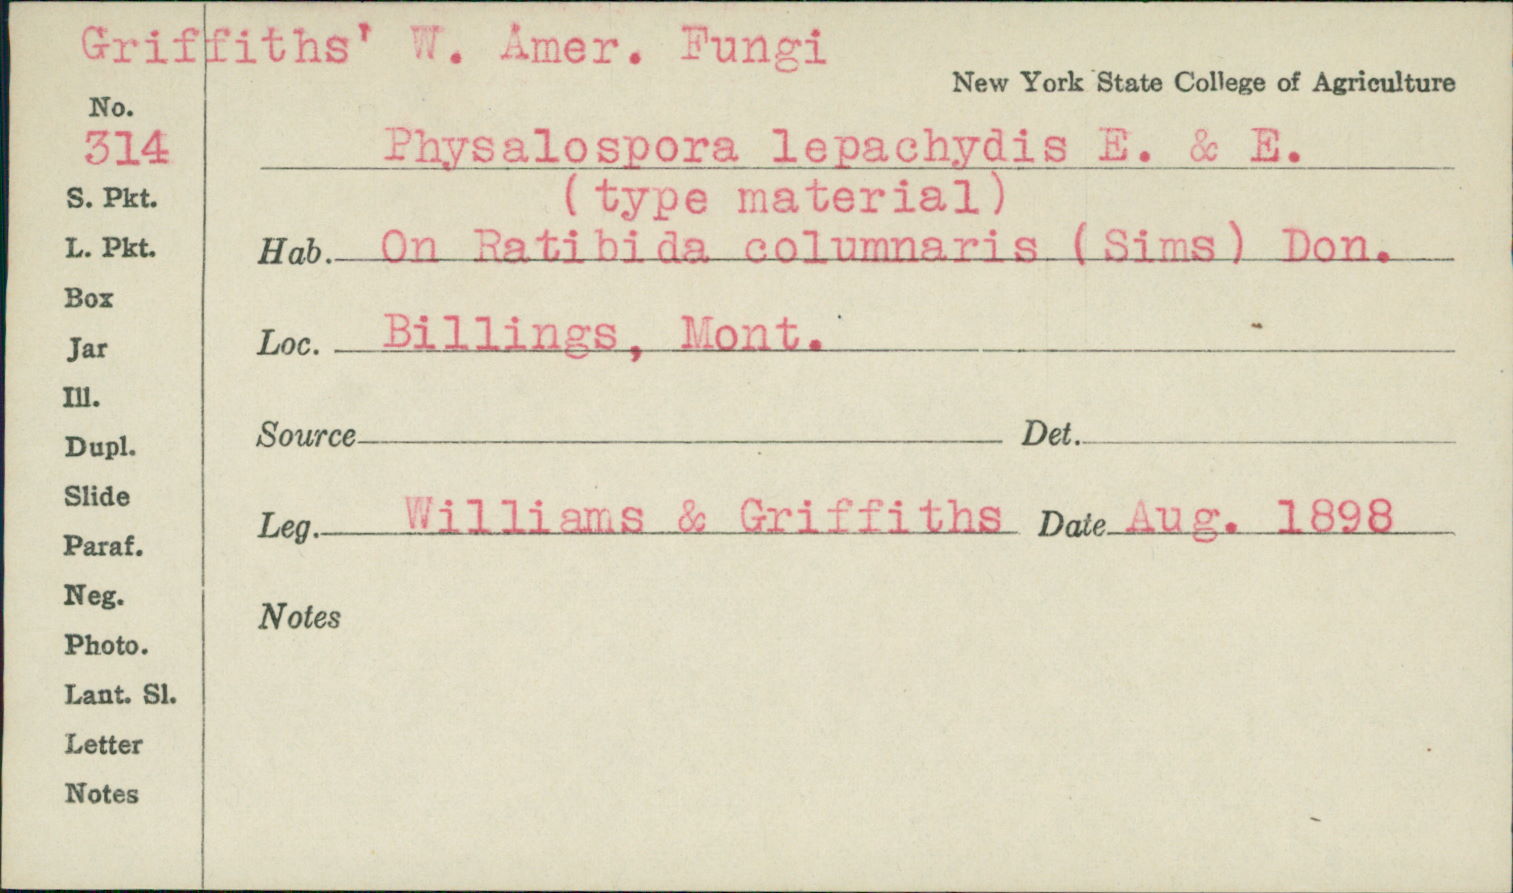 Griffiths' W. Amer. Fungi
New York State College of Agriculture
No.
314
Physalospora lepachydis E. & E.
(type material)
S. Pkt.
L. Pkt.
Hab. On Ratibida columnaris (Sims) Don.
Box
Jar
Loc. Billings, Mont.
Ill.
Dupl.
Source Det.
Slide
Leg. Williams & Griffiths Date Aug. 1898
Paraf.
Neg.
Notes
Photo.
Lant. Sl.
Letter
Notes